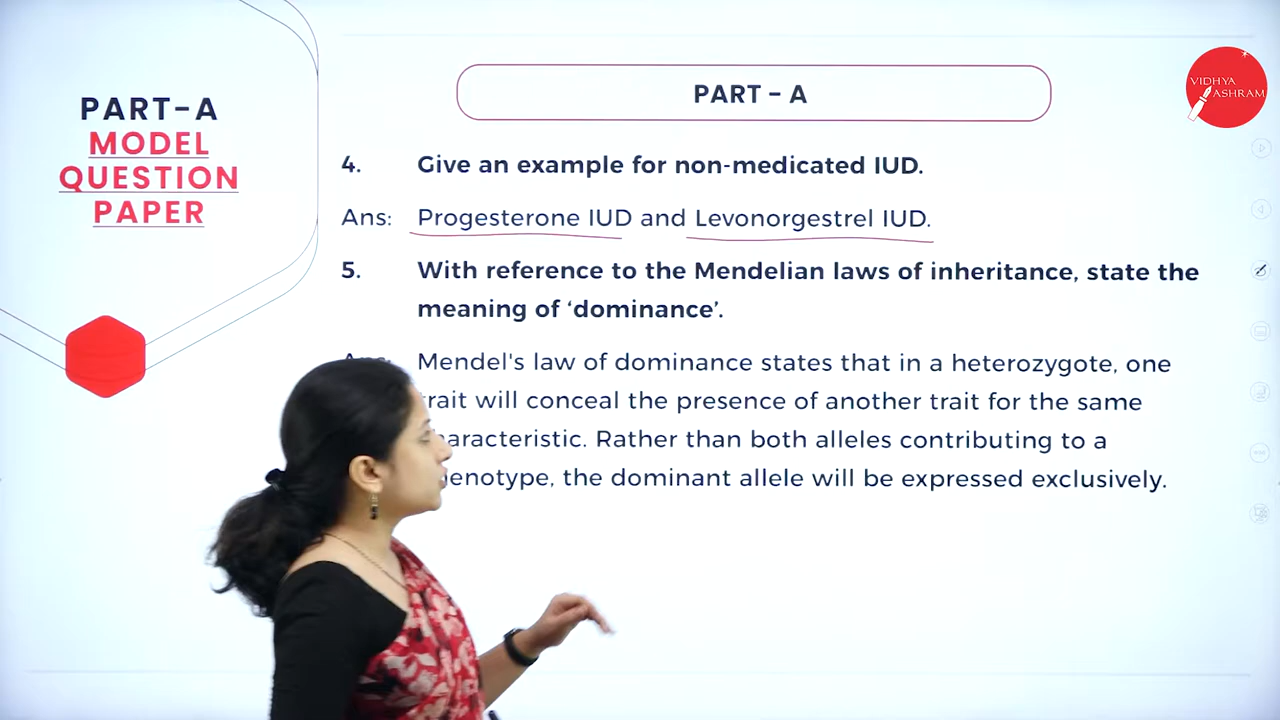 PART-A
MODEL
QUESTION
PAPER
PART - A
VIDHYA
ASHRAM
4. Give an example for non-medicated IUD.
Ans: Progesterone IUD and Levonorgestrel IUD.
5. With reference to the Mendelian laws of inheritance, state the
meaning of ‘dominance’.
Mendel's law of dominance states that in a heterozygote, one
trait will conceal the presence of another trait for the same
characteristic. Rather than both alleles contributing to a
phenotype, the dominant allele will be expressed exclusively.